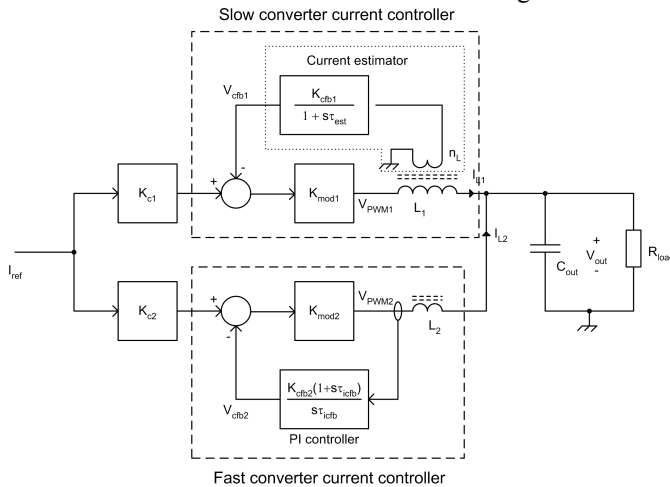 Slow converter current controller
Current estimator
V_cfb1
K_cfb1
1 + sτ_est
n_L
+
-
K_c1
K_mod1
V_PWM1
L_1
I_L1
I_L2
I_ref
C_out
+
V_out
-
R_load
K_c2
+
-
K_mod2
V_PWM2
L_2
K_cfb2(1+sτ_icfb)
sτ_icfb
V_cfb2
PI controller
Fast converter current controller